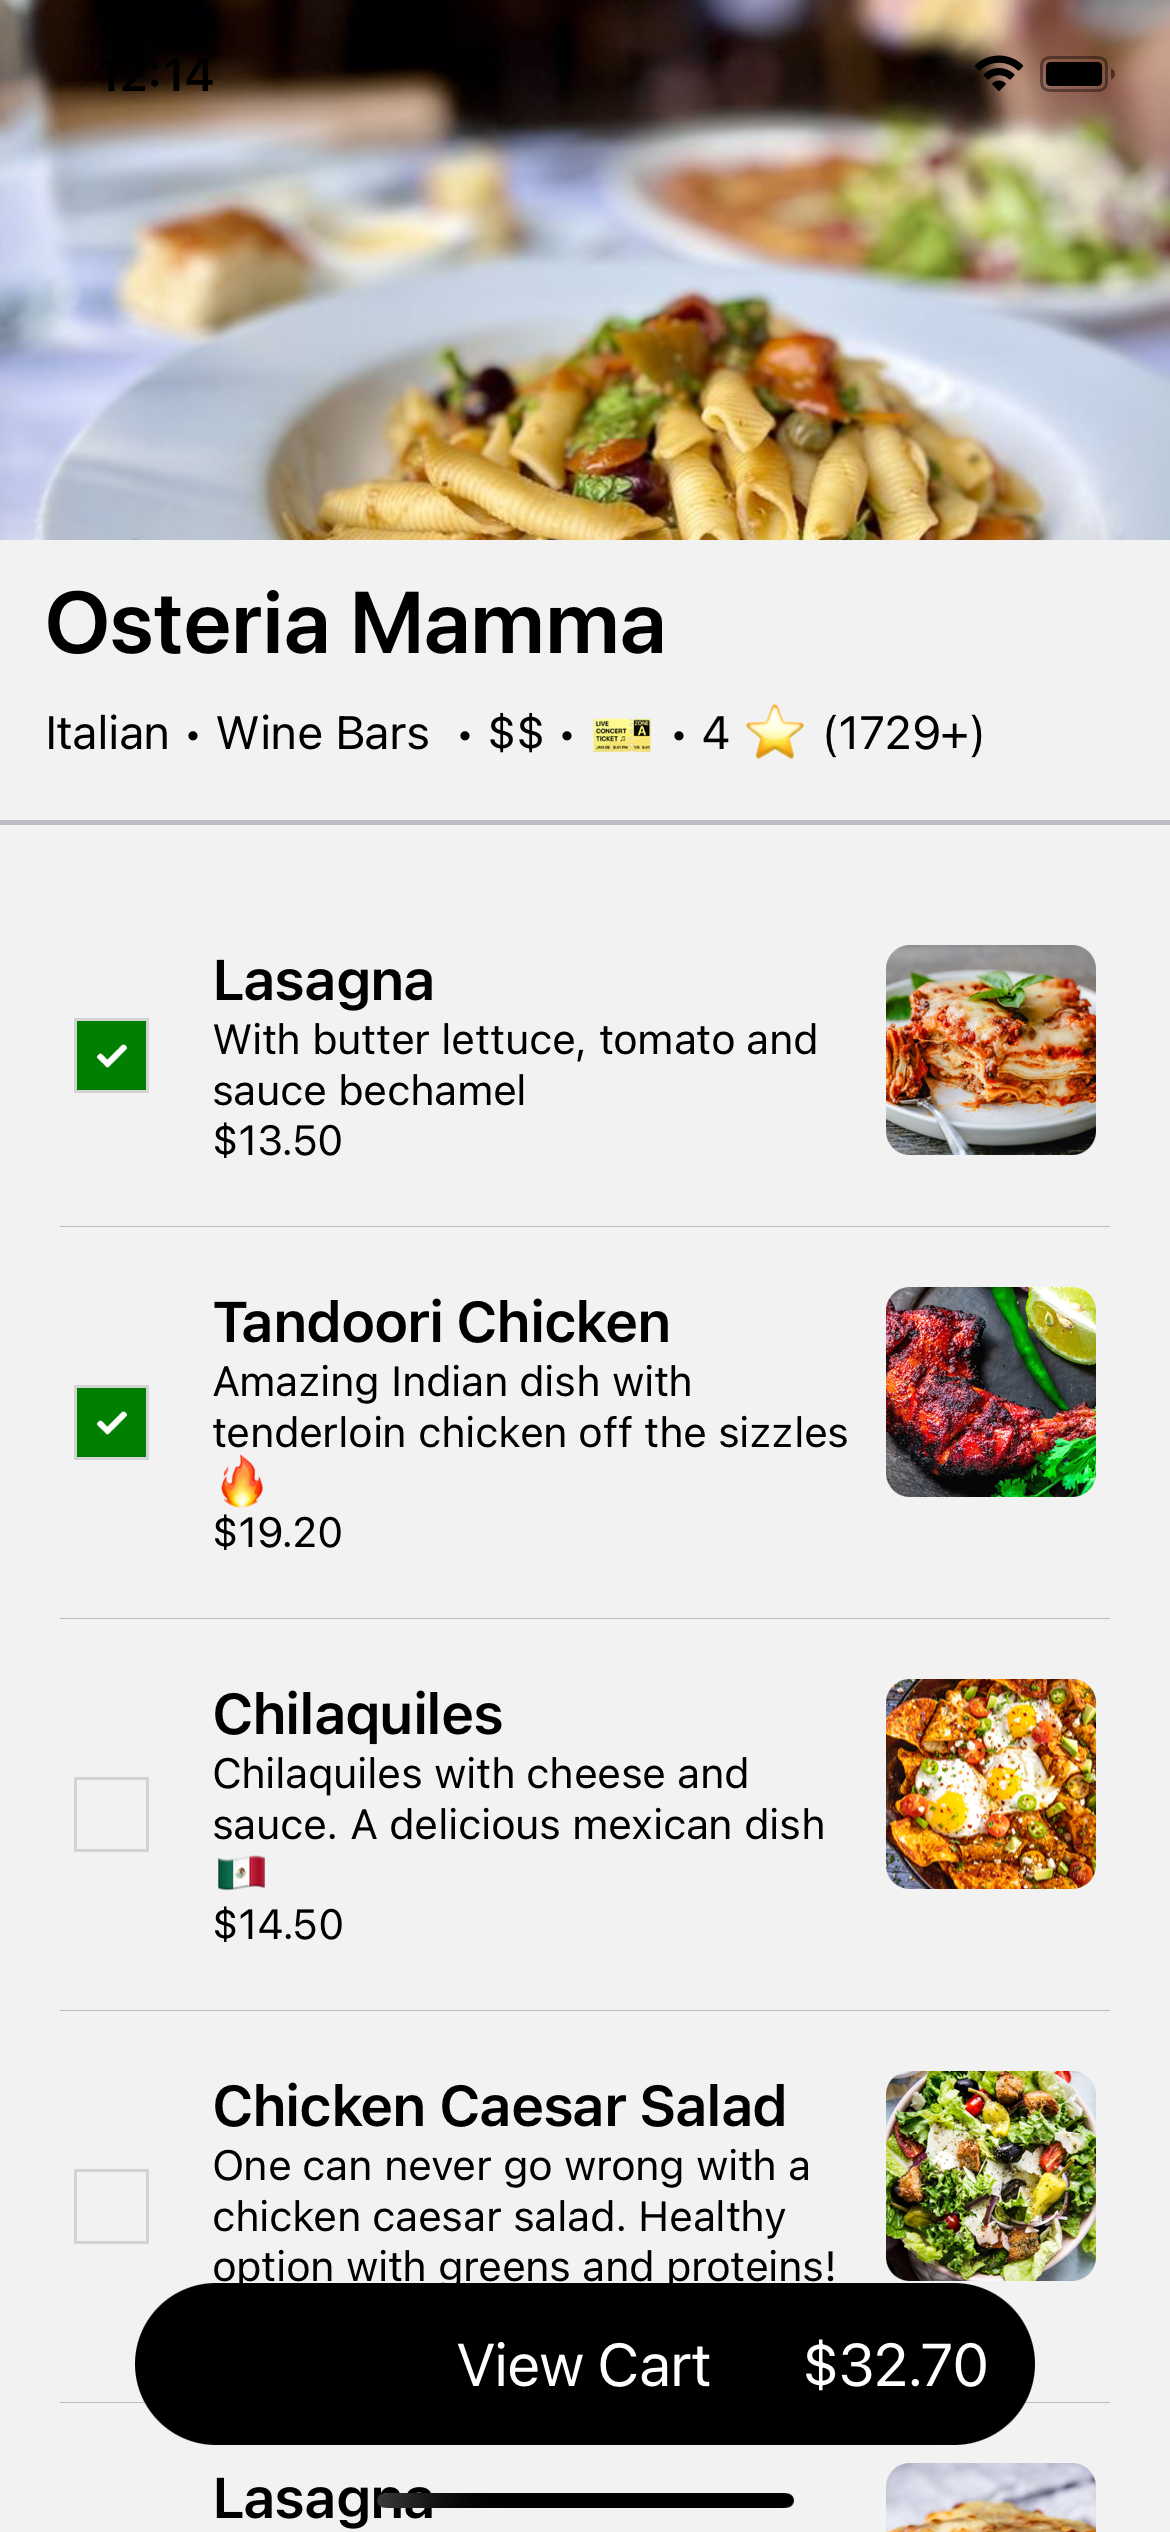 12:14
Osteria Mamma
Italian • Wine Bars • $$ • 🎫 • 4 ⭐ (1729+)
Lasagna
With butter lettuce, tomato and
sauce bechamel
$13.50
Tandoori Chicken
Amazing Indian dish with
tenderloin chicken off the sizzles
🔥
$19.20
Chilaquiles
Chilaquiles with cheese and
sauce. A delicious mexican dish
🇲🇽
$14.50
Chicken Caesar Salad
One can never go wrong with a
chicken caesar salad. Healthy
option with greens and proteins!
View Cart $32.70
Lasagna